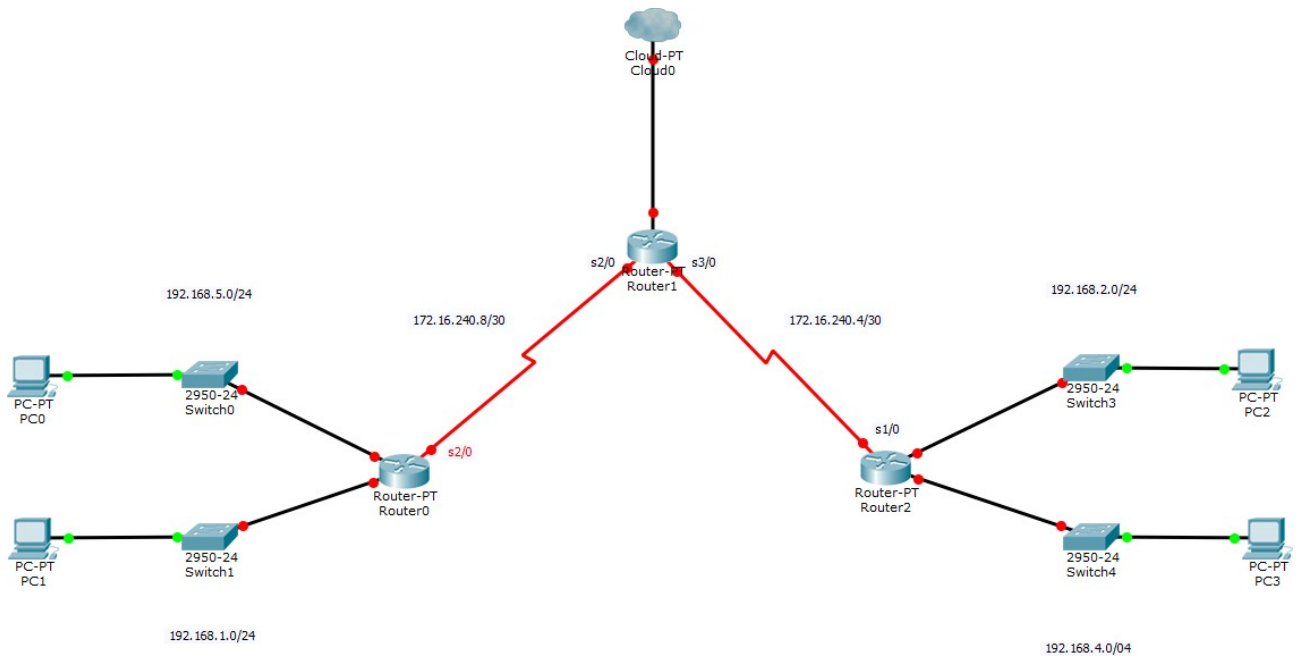 Cloud-PT
Cloud0
s2/0
s3/0
Router-PT
Router1
192.168.5.0/24
192.168.2.0/24
172.16.240.8/30
172.16.240.4/30
PC-PT
PC0
2950-24
Switch0
2950-24
Switch3
PC-PT
PC2
s2/0
s1/0
Router-PT
Router0
Router-PT
Router2
PC-PT
PC1
2950-24
Switch1
2950-24
Switch4
PC-PT
PC3
192.168.1.0/24
192.168.4.0/04